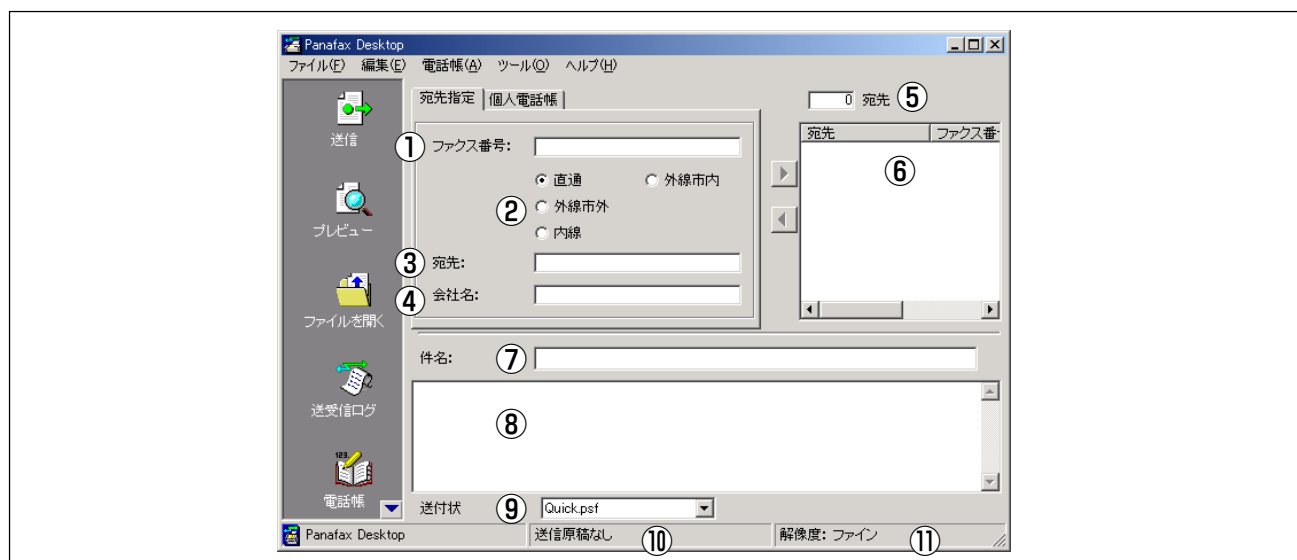 Panafax Desktop
ファイル(F) 編集(E) 電話帳(A) ツール(O) ヘルプ(H)
送信
プレビュー
ファイルを開く
送受信ログ
123.
電話帳
宛先指定 個人電話帳
① ファクス番号:
② 直通 外線市内
外線市外
内線
③ 宛先:
④ 会社名:
0 宛先 ⑤
宛先 ファクス番
⑥
件名: ⑦
⑧
送付状 ⑨ Quick.psf
Panafax Desktop 送信原稿なし ⑩ 解像度: ファイン ⑪